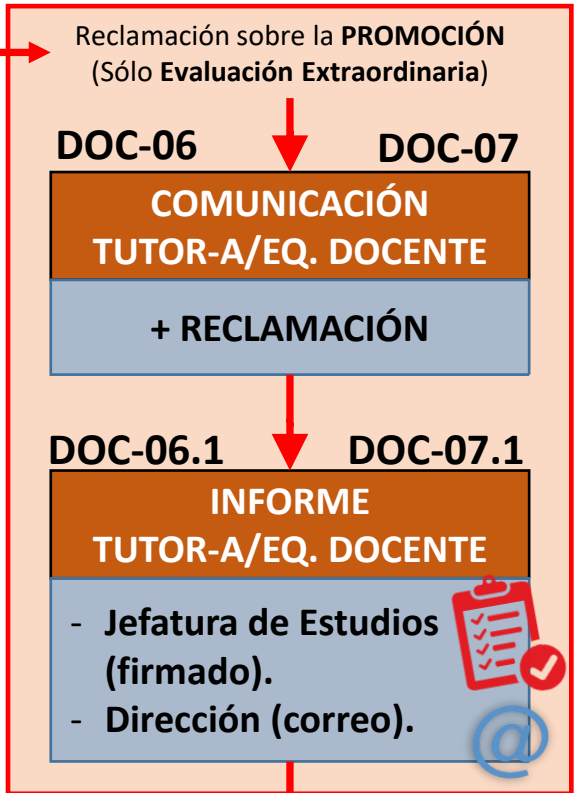 Reclamación sobre la PROMOCIÓN
(Sólo Evaluación Extraordinaria)
DOC-06 DOC-07
COMUNICACIÓN
TUTOR-A/EQ. DOCENTE
+ RECLAMACIÓN
DOC-06.1 DOC-07.1
INFORME
TUTOR-A/EQ. DOCENTE
- Jefatura de Estudios
(firmado).
- Dirección (correo).
@